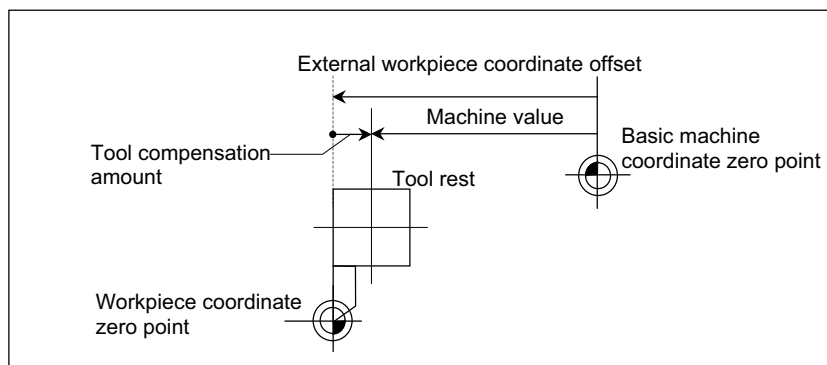 External workpiece coordinate offset
Machine value
Basic machine
coordinate zero point
Tool compensation
amount
Tool rest
Workpiece coordinate
zero point